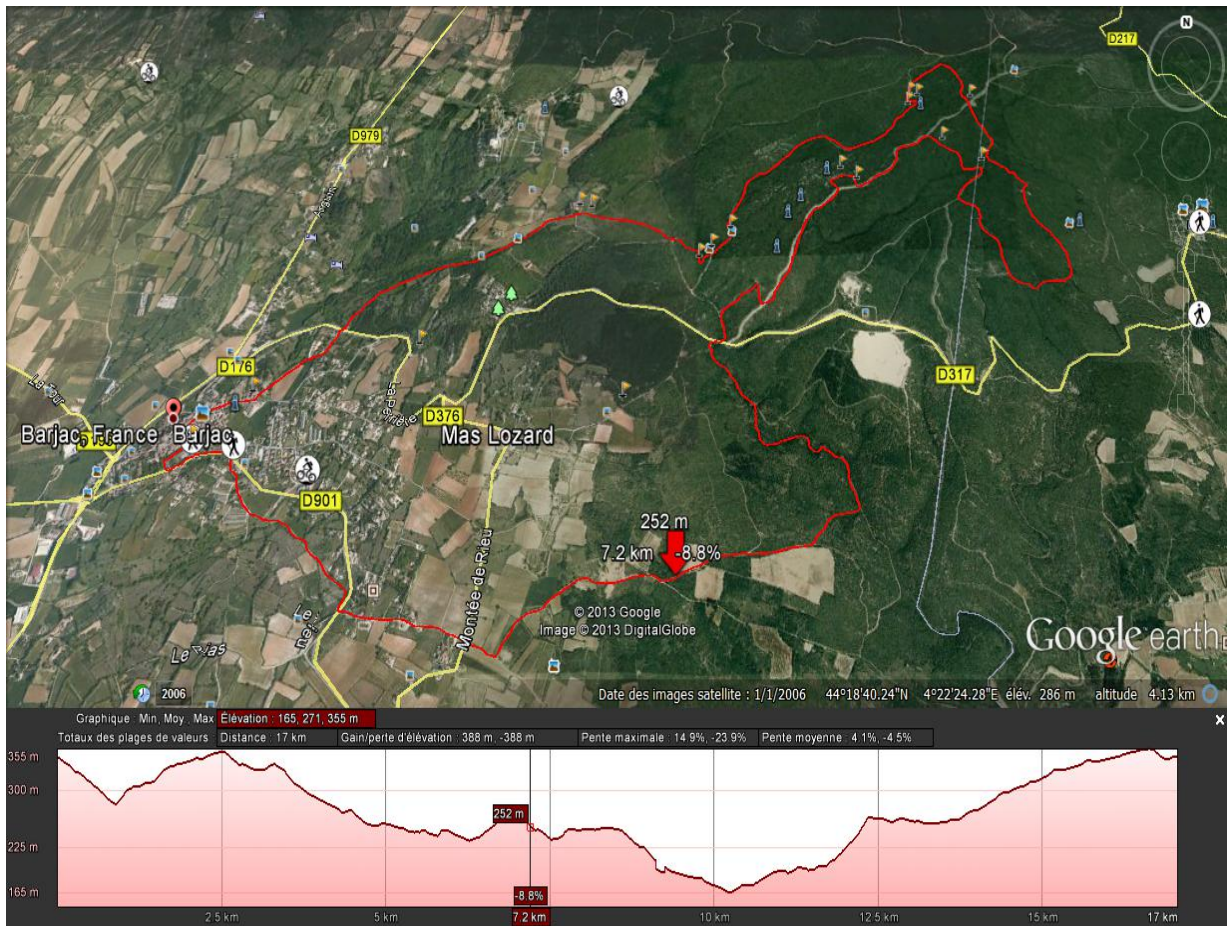 N
D217
D979
Argsum
D176
La Tour
Barjac, France Barjac
D376
Mas Lozard
D317
D901
252 m
7.2 km -8.8%
Montée de Rieu
© 2013 Google
Image © 2013 DigitalGlobe
Google earth
2006
Date des images satellite : 1/1/2006 44°18'40.24"N 4°22'24.28"E élév. 286 m altitude 4.13 km
Graphique : Min, Moy., Max Élévation : 165, 271, 355 m
x
Totaux des plages de valeurs : Distance : 17 km Gain/perte d'élévation : 388 m, -388 m Pente maximale : 14.9%, -23.9% Pente moyenne : 4.1%, -4.5%
355 m
300 m
252 m
225 m
165 m
-8.8%
2.5 km 5 km 7.2 km 10 km 12.5 km 15 km 17 km